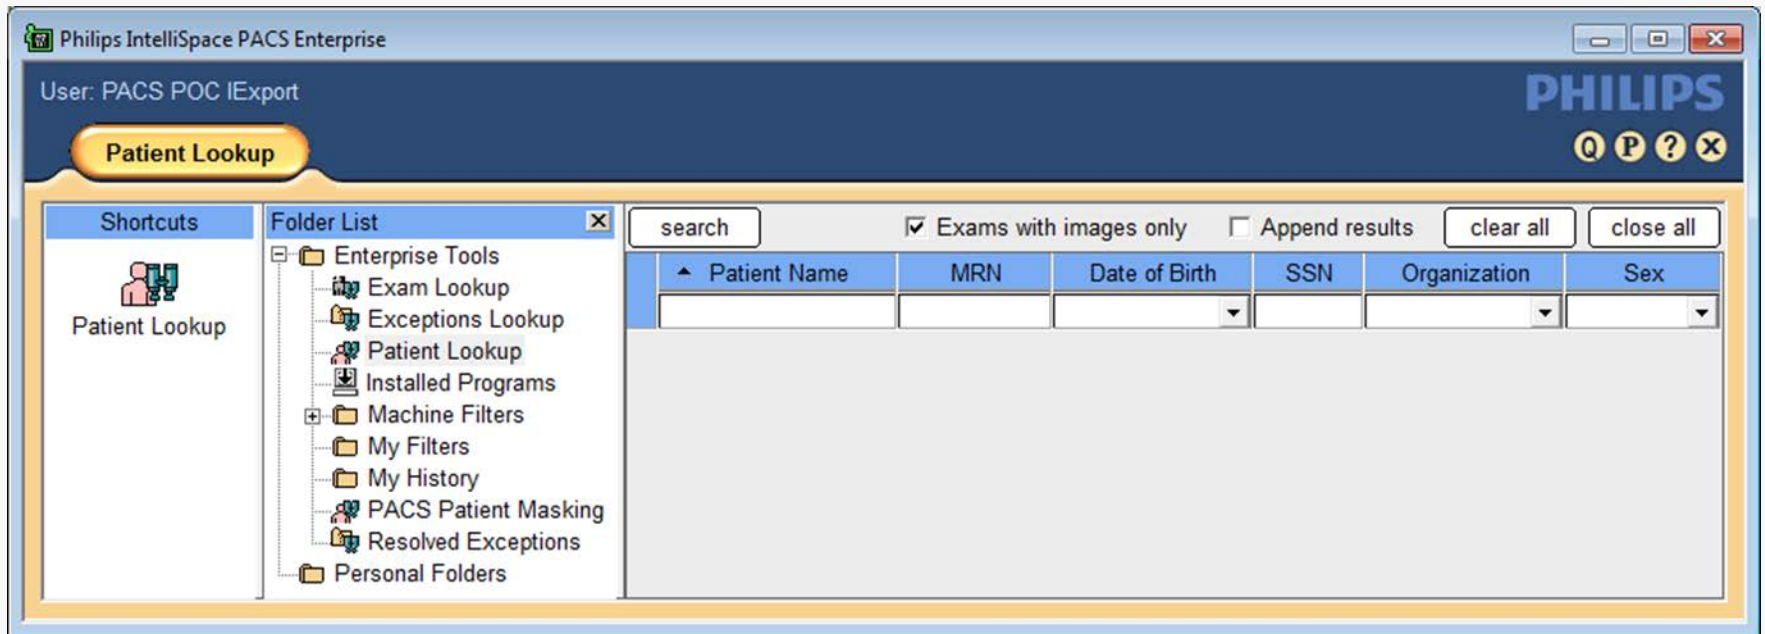 Philips IntelliSpace PACS Enterprise
User: PACS POC IExport
PHILIPS
Patient Lookup
Q P ? X
Shortcuts
Patient Lookup
Folder List
Enterprise Tools
Exam Lookup
Exceptions Lookup
Patient Lookup
Installed Programs
Machine Filters
My Filters
My History
PACS Patient Masking
Resolved Exceptions
Personal Folders
search Exams with images only Append results clear all close all
Patient Name MRN Date of Birth SSN Organization Sex